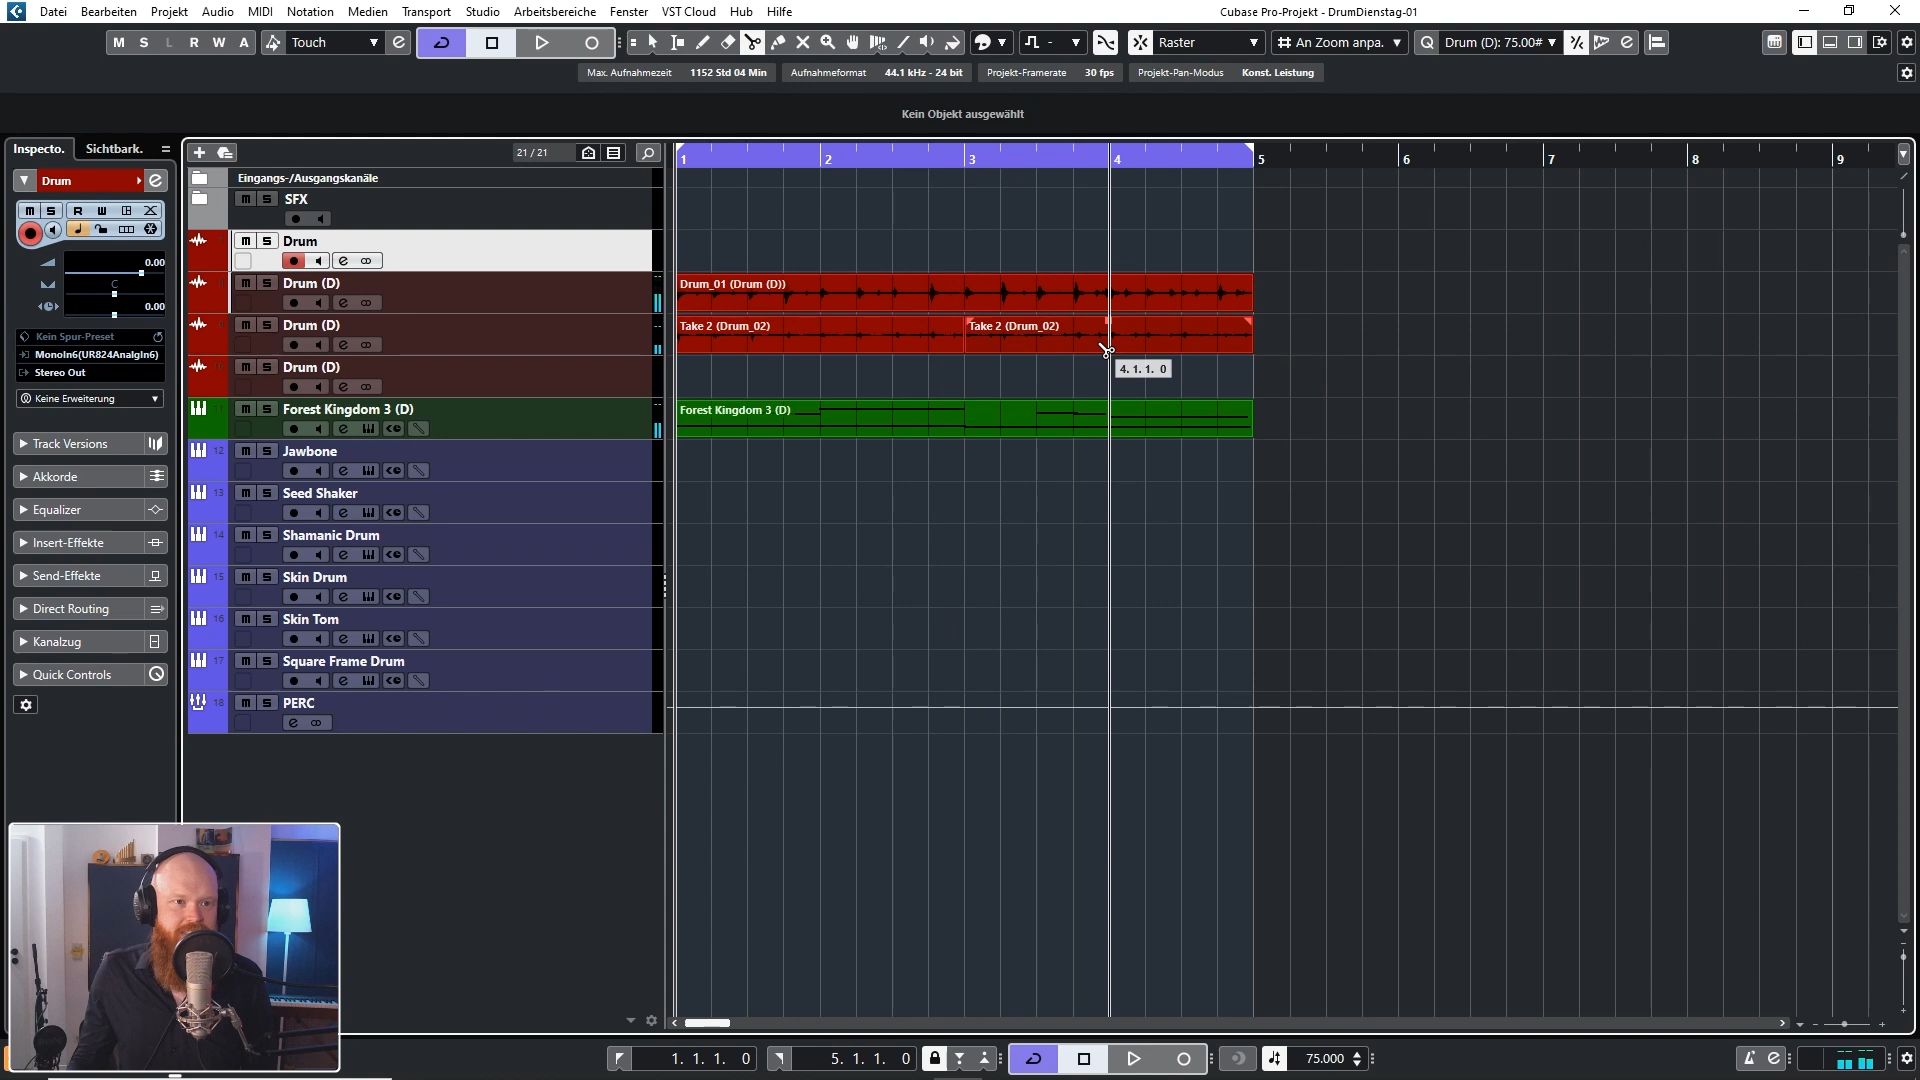 Datei Bearbeiten Projekt Audio MIDI Notation Medien Transport Studio Arbeitsbereiche Fenster VST Cloud Hub Hilfe
Cubase Pro-Projekt - DrumDienstag-01
M S L R W A Touch Raster An Zoom anpa. Q Drum (D): 75.00#
Max. Aufnahmezeit 1152 Std 04 Min Aufnahmeformat 44.1 kHz - 24 bit Projekt-Framerate 30 fps Projekt-Pan-Modus Konst. Leistung
Kein Objekt ausgewählt
Inspecto. Sichtbark.
Drum
m S R W
0.00
C
0.00
Kein Spur-Preset
MonoIn6(UR824AnalgIn6)
Stereo Out
Keine Erweiterung
Track Versions
Akkorde
Equalizer
Insert-Effekte
Send-Effekte
Direct Routing
Kanalzug
Quick Controls
21 / 21
Eingangs-/Ausgangskanäle
m S SFX
m S Drum
m S Drum (D)
m S Drum (D)
m S Drum (D)
11 m S Forest Kingdom 3 (D)
12 m S Jawbone
13 m S Seed Shaker
14 m S Shamanic Drum
15 m S Skin Drum
16 m S Skin Tom
17 m S Square Frame Drum
18 m S PERC
1 2 3 4 5 6 7 8 9
Drum_01 (Drum (D))
Take 2 (Drum_02) Take 2 (Drum_02)
4. 1. 1. 0
Forest Kingdom 3 (D)
1. 1. 1. 0 5. 1. 1. 0 75.000